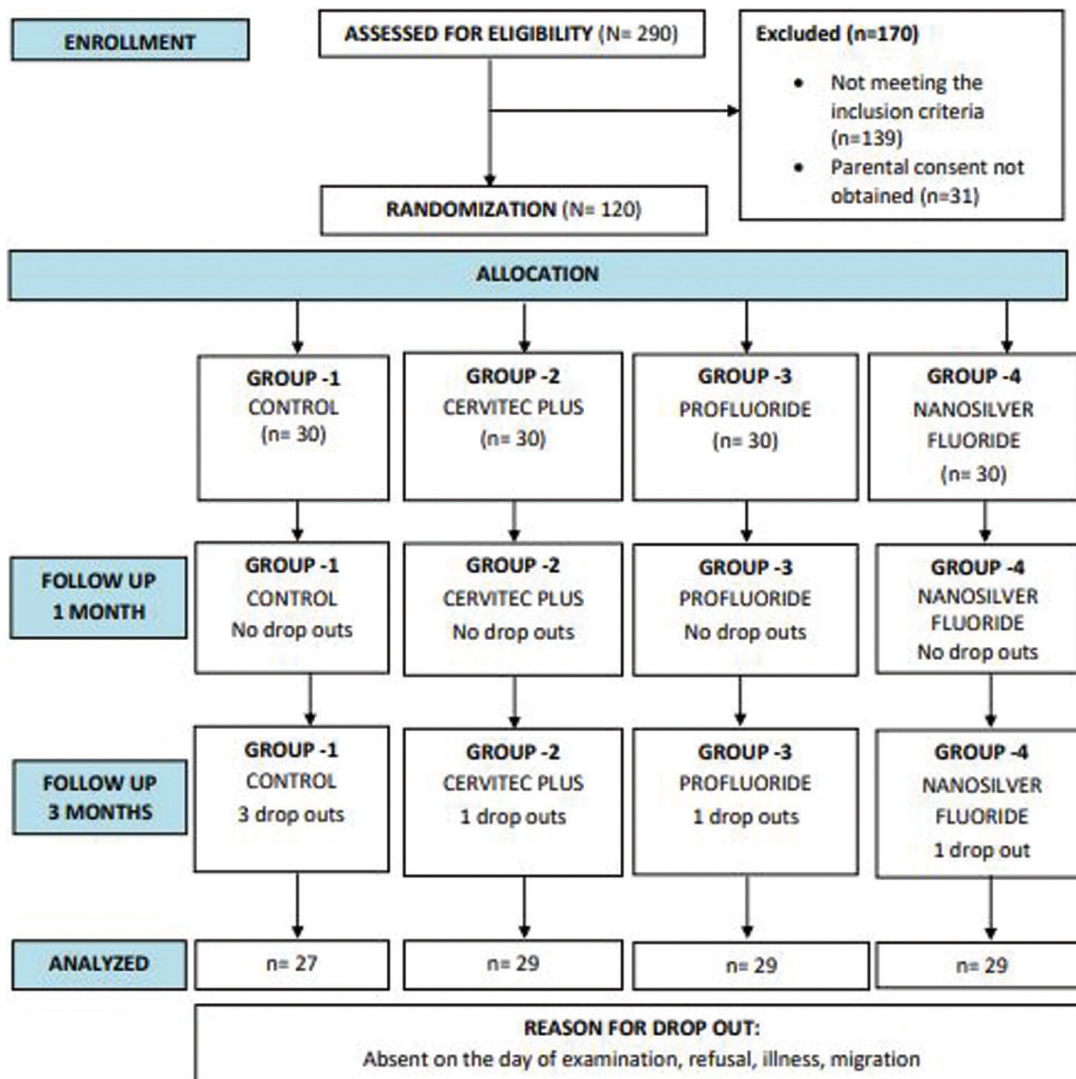 ENROLLMENT
ASSESSED FOR ELIGIBILITY (N= 290)
Excluded (n=170)
• Not meeting the
inclusion criteria
(n=139)
• Parental consent not
obtained (n=31)
RANDOMIZATION (N= 120)
ALLOCATION
GROUP -1
CONTROL
(n= 30)
GROUP -2
CERVITEC PLUS
(n= 30)
GROUP -3
PROFLUORIDE
(n= 30)
GROUP -4
NANOSILVER
FLUORIDE
(n= 30)
FOLLOW UP
1 MONTH
GROUP -1
CONTROL
No drop outs
GROUP -2
CERVITEC PLUS
No drop outs
GROUP -3
PROFLUORIDE
No drop outs
GROUP -4
NANOSILVER
FLUORIDE
No drop outs
FOLLOW UP
3 MONTHS
GROUP -1
CONTROL
3 drop outs
GROUP -2
CERVITEC PLUS
1 drop outs
GROUP -3
PROFLUORIDE
1 drop outs
GROUP -4
NANOSILVER
FLUORIDE
1 drop out
ANALYZED
n= 27
n= 29
n= 29
n= 29
REASON FOR DROP OUT:
Absent on the day of examination, refusal, illness, migration